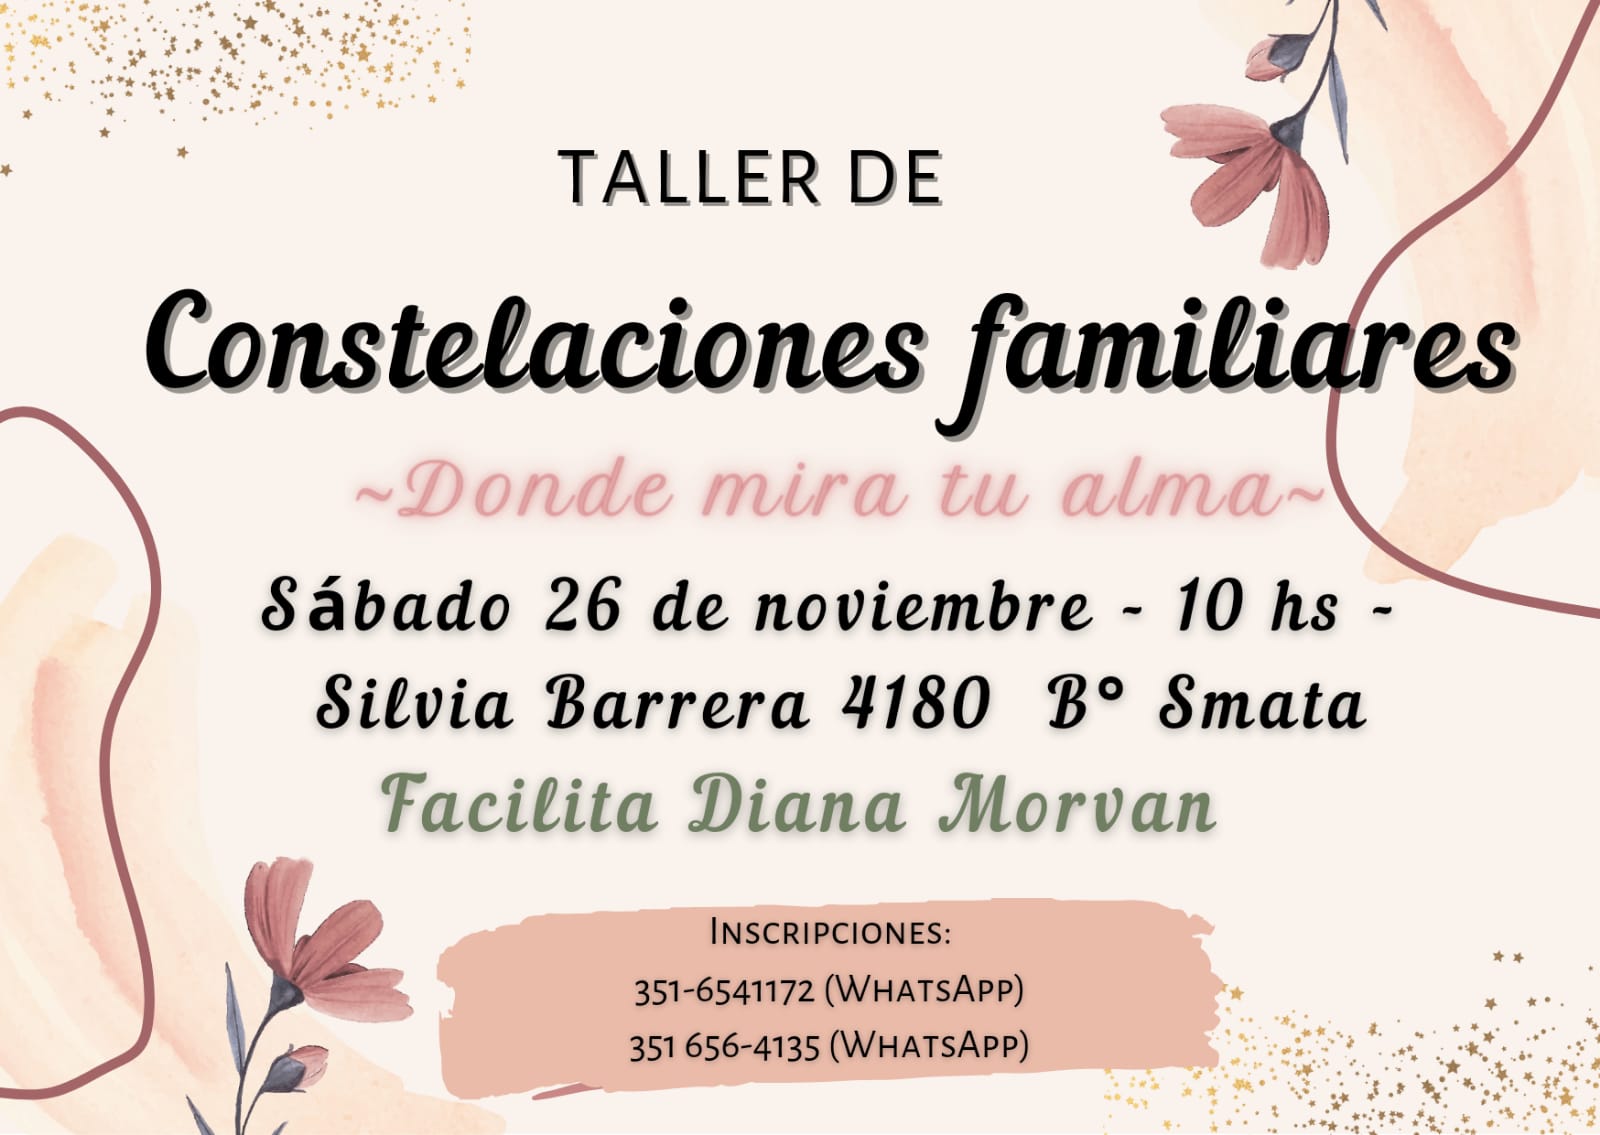 TALLER DE
Constelaciones familiares
~Donde mira tu alma~
Sábado 26 de noviembre - 10 hs -
Silvia Barrera 4180 B° Smata
Facilita Diana Morvan
Inscripciones:
351-6541172 (WhatsApp)
351 656-4135 (WhatsApp)